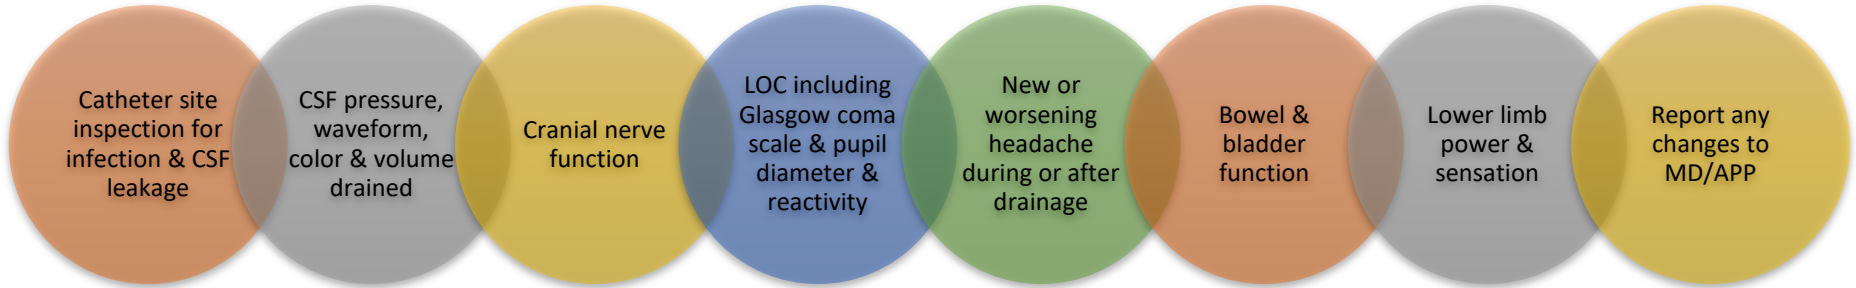 Catheter site
inspection for
infection & CSF
leakage
CSF pressure,
waveform,
color & volume
drained
Cranial nerve
function
LOC including
Glasgow coma
scale & pupil
diameter &
reactivity
New or
worsening
headache
during or after
drainage
Bowel &
bladder
function
Lower limb
power &
sensation
Report any
changes to
MD/APP